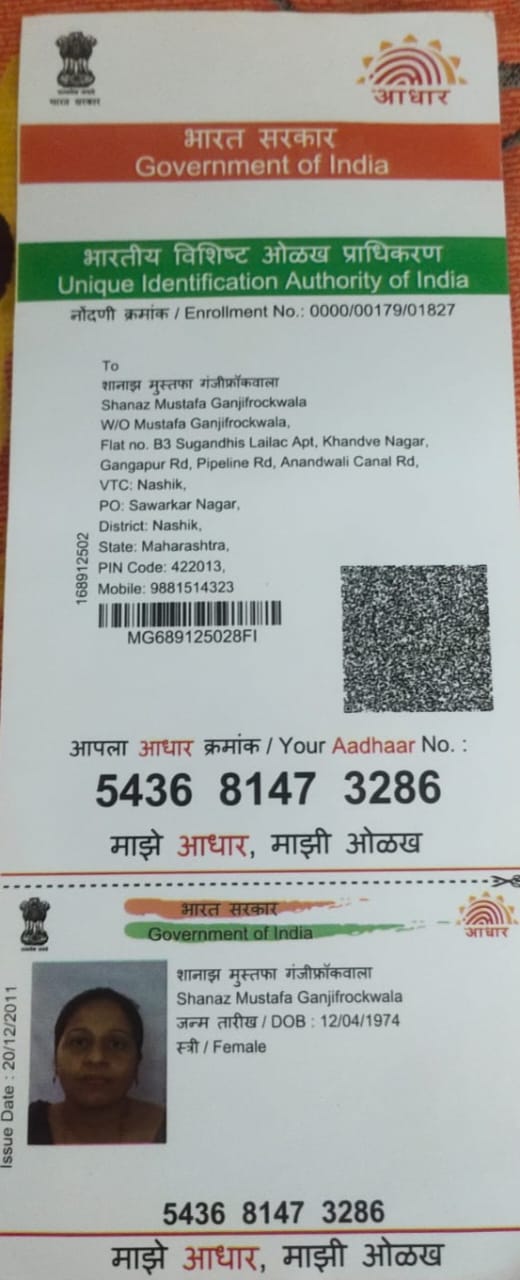 भारत सरकार
आधार
भारत सरकार
Government of India
भारतीय विशिष्ट ओळख प्राधिकरण
Unique Identification Authority of India
नोंदणी क्रमांक / Enrollment No.: 0000/00179/01827
To
शानाझ मुस्तफा गंजीफ्रॉकवाला
Shanaz Mustafa Ganjifrockwala
W/O Mustafa Ganjifrockwala,
Flat no. B3 Sugandhis Lailac Apt, Khandve Nagar,
Gangapur Rd, Pipeline Rd, Anandwali Canal Rd,
VTC: Nashik,
PO: Sawarkar Nagar,
District: Nashik,
State: Maharashtra,
PIN Code: 422013,
Mobile: 9881514323
168912502
MG689125028FI
आपला आधार क्रमांक / Your Aadhaar No. :
5436 8147 3286
माझे आधार, माझी ओळख
भारत सरकार
Government of India
आधार
Issue Date : 20/12/2011
शानाझ मुस्तफा गंजीफ्रॉकवाला
Shanaz Mustafa Ganjifrockwala
जन्म तारीख / DOB : 12/04/1974
स्त्री / Female
5436 8147 3286
माझे आधार, माझी ओळख